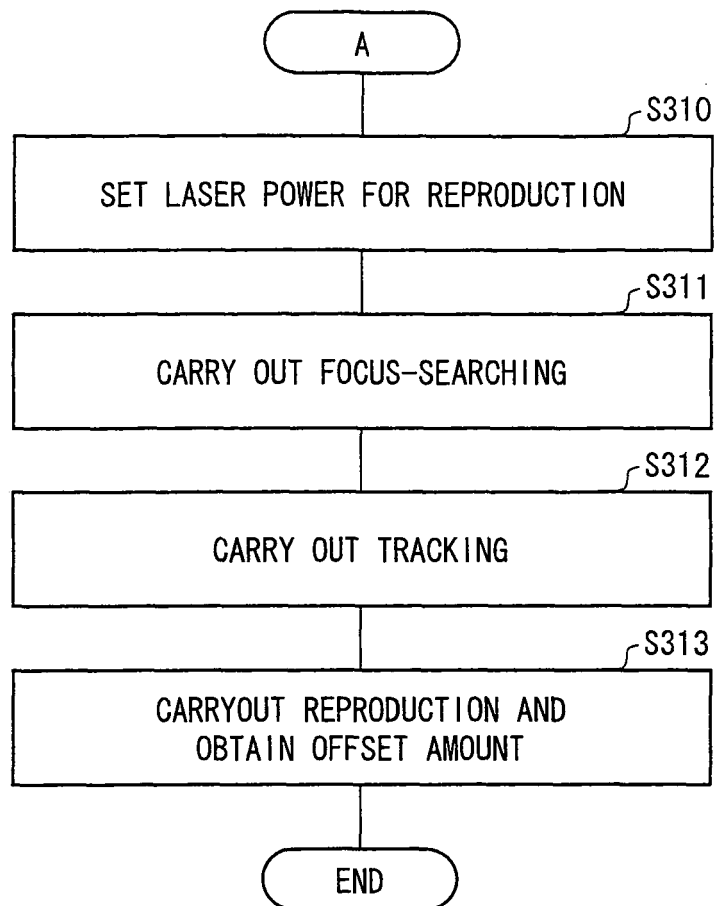 A
S310
SET LASER POWER FOR REPRODUCTION
S311
CARRY OUT FOCUS-SEARCHING
S312
CARRY OUT TRACKING
S313
CARRYOUT REPRODUCTION AND
OBTAIN OFFSET AMOUNT
END